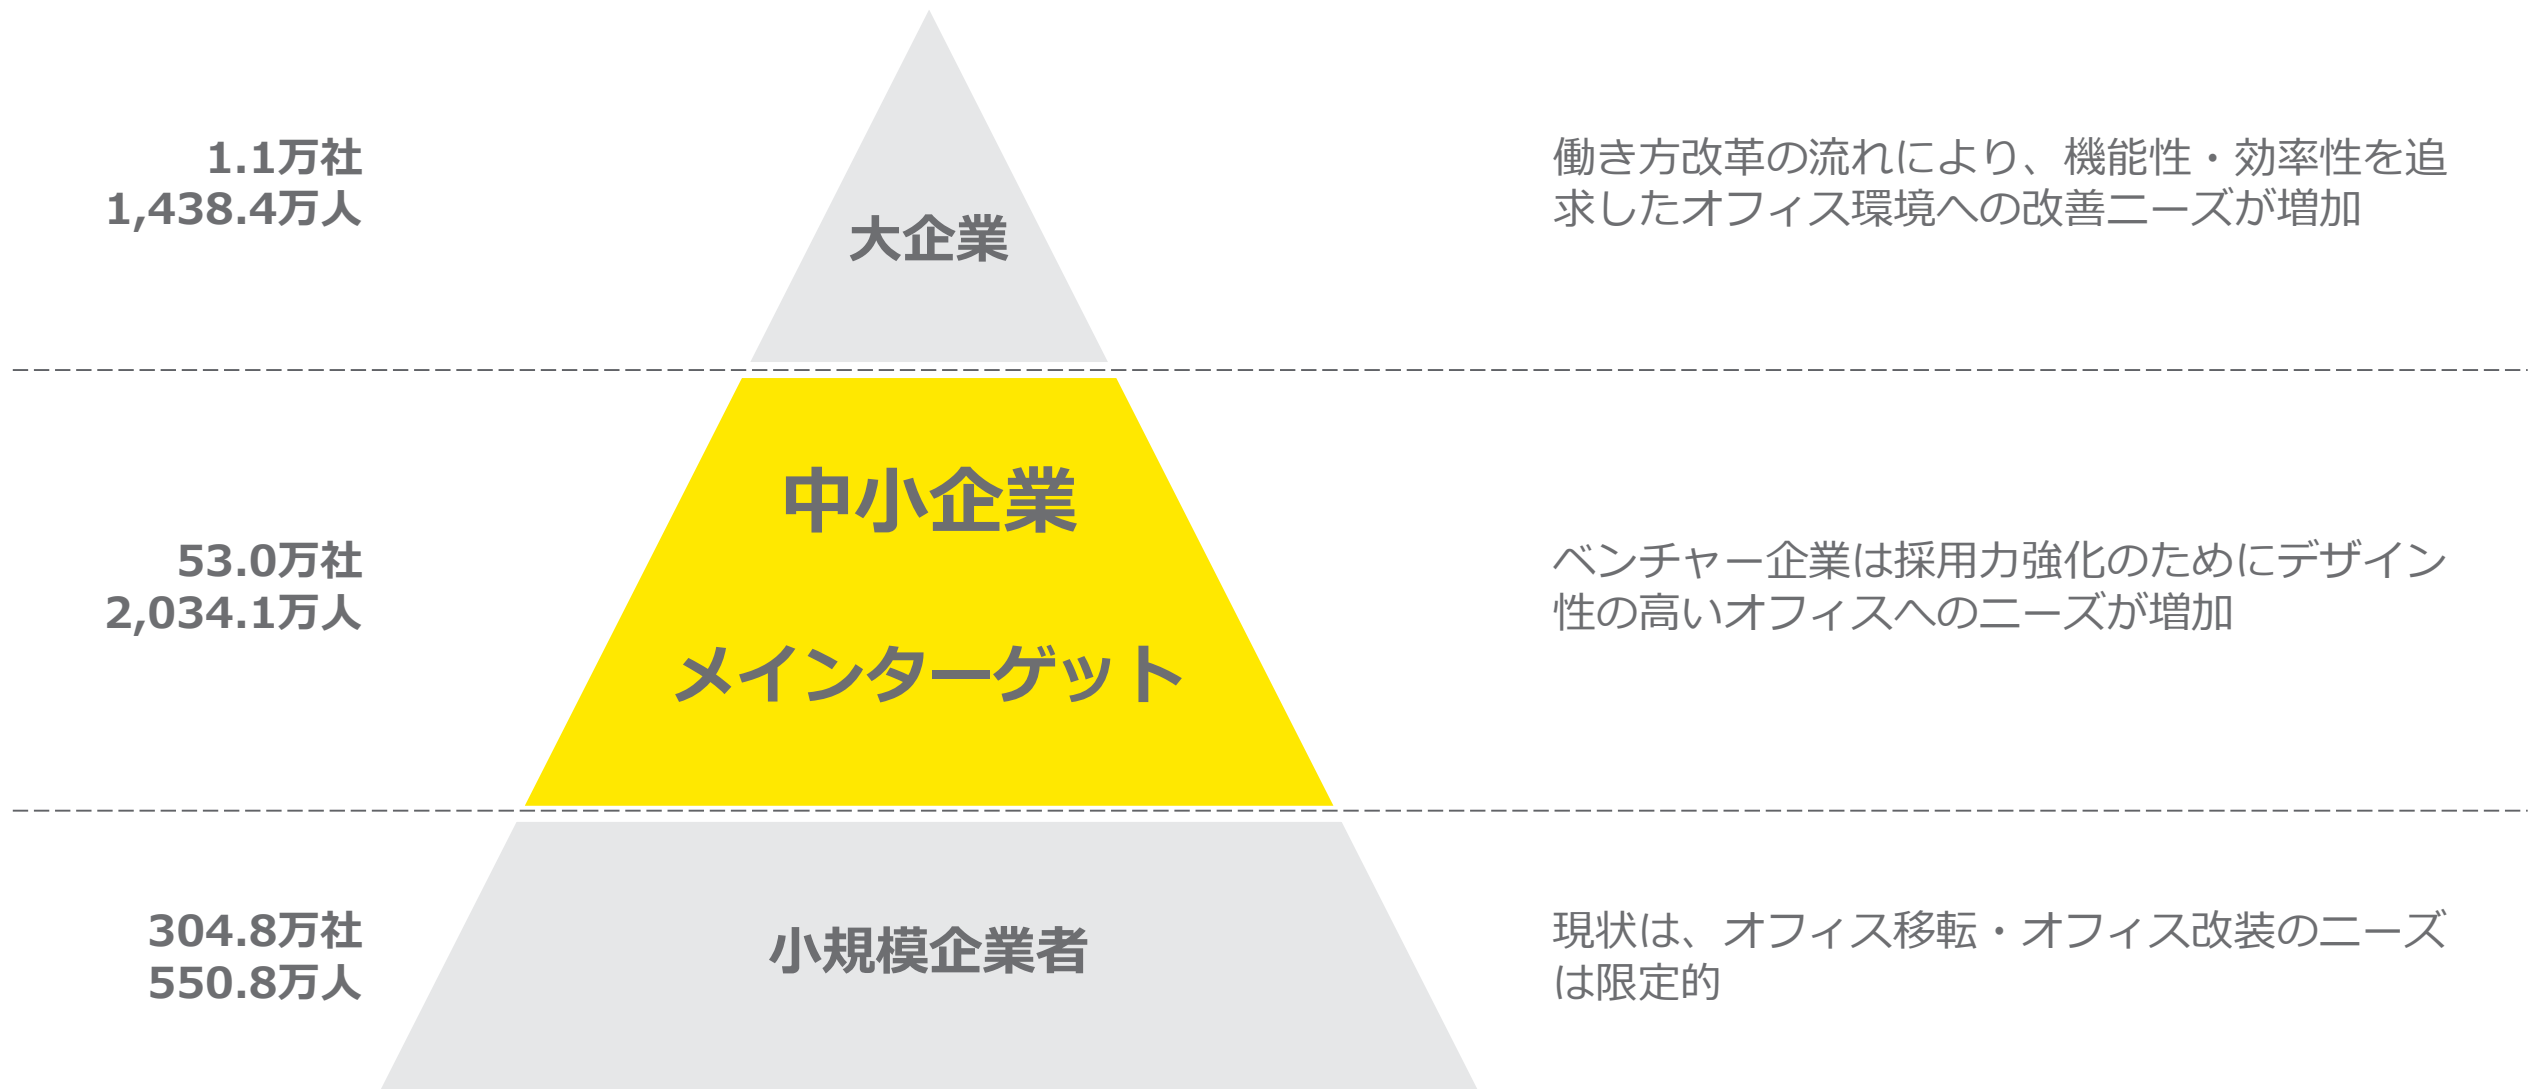 1.1万社
1,438.4万人
大企業
働き方改革の流れにより、機能性・効率性を追
求したオフィス環境への改善ニーズが増加
53.0万社
2,034.1万人
中小企業
メインターゲット
ベンチャー企業は採用力強化のためにデザイン
性の高いオフィスへのニーズが増加
304.8万社
550.8万人
小規模企業者
現状は、オフィス移転・オフィス改装のニーズ
は限定的